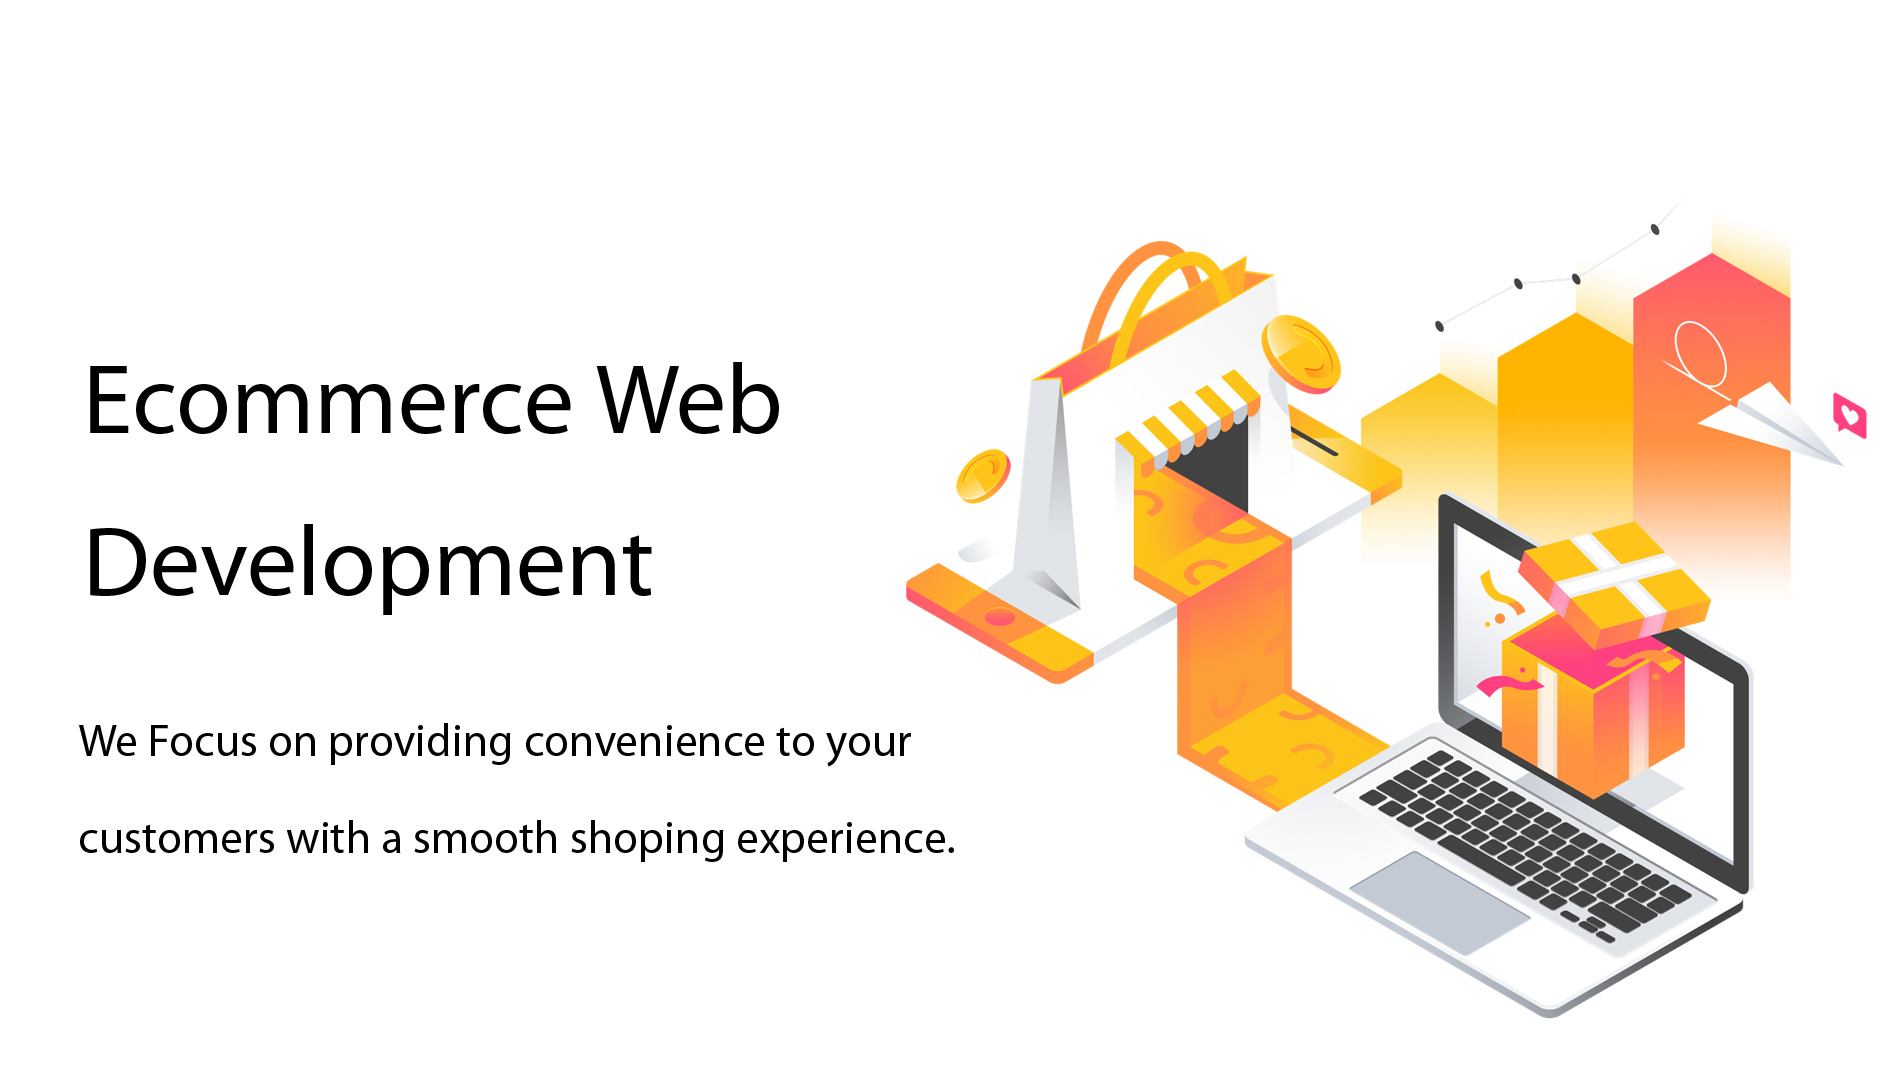 Ecommerce Web
Development
We Focus on providing convenience to your
customers with a smooth shoping experience.